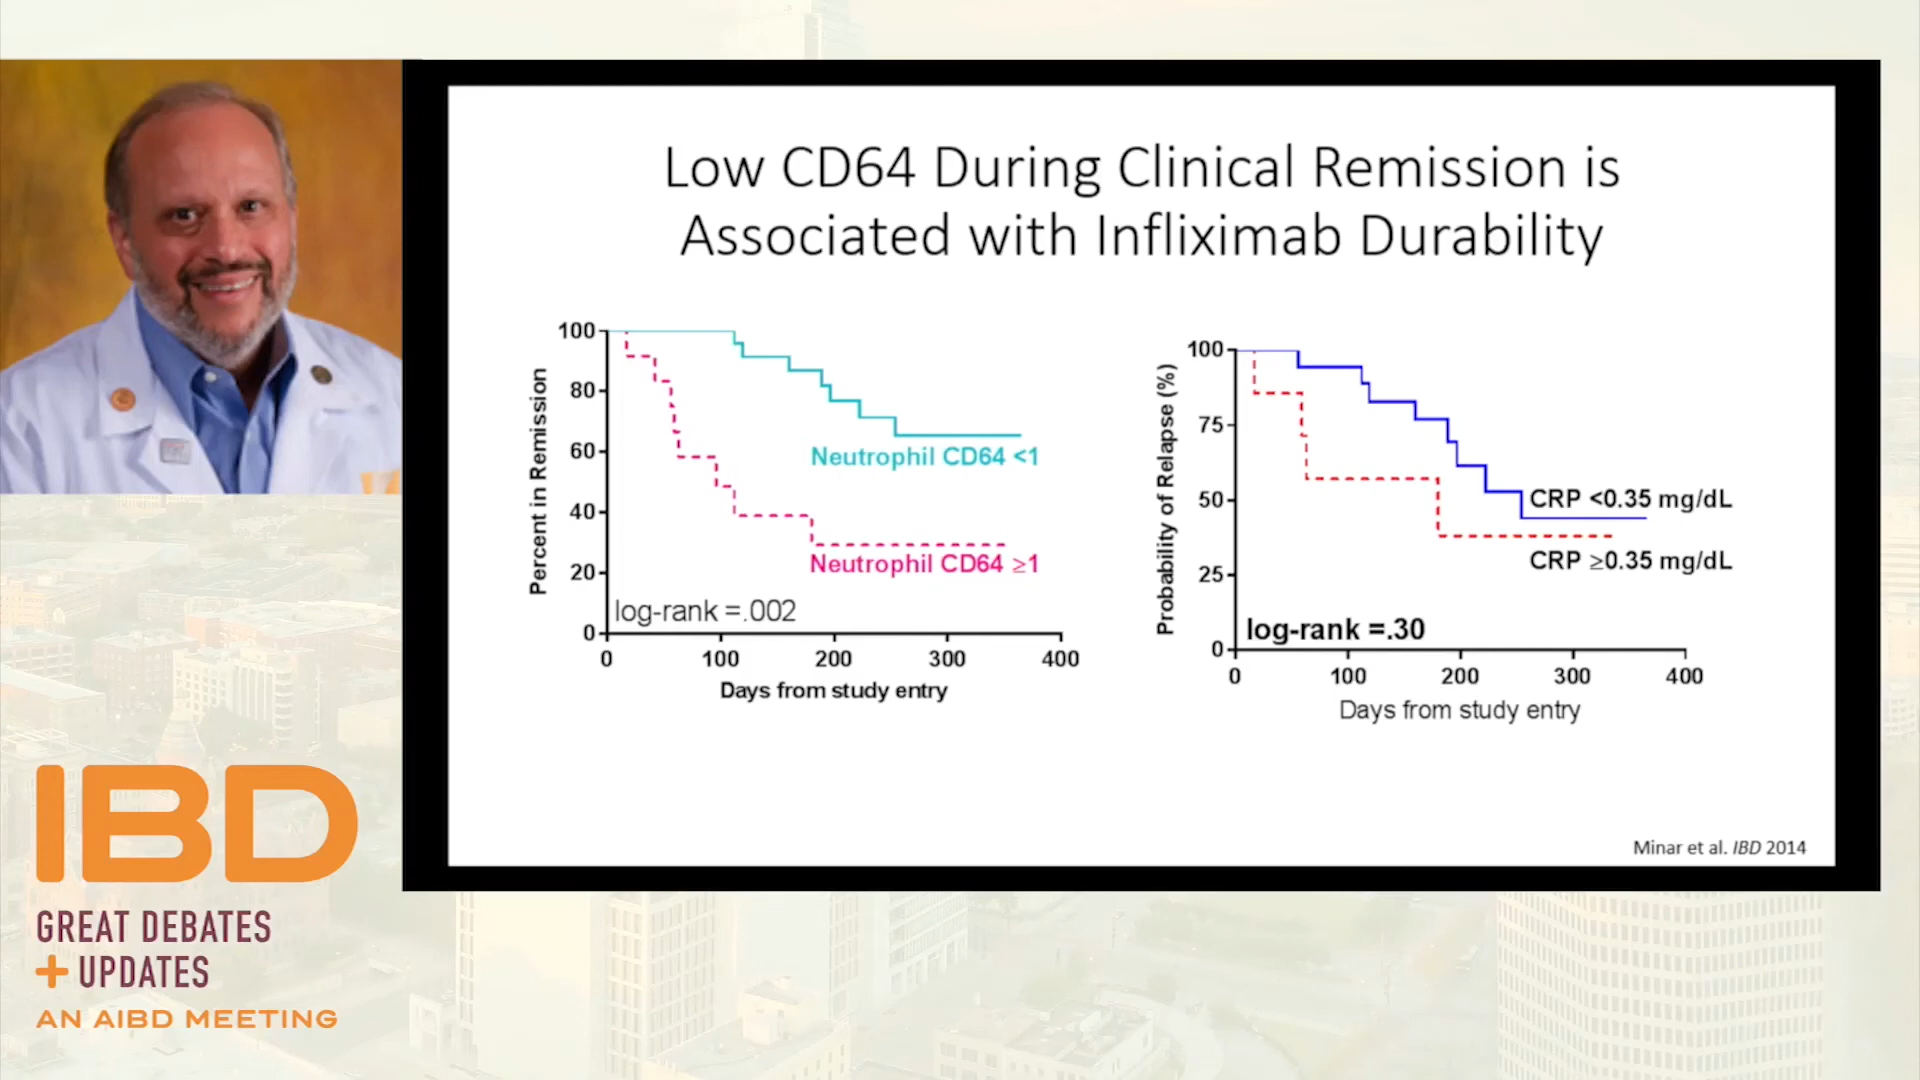 Low CD64 During Clinical Remission is
Associated with Infliximab Durability
Percent in Remission
100
80
60
40
20
0
Neutrophil CD64 <1
Neutrophil CD64 ≥1
log-rank =.002
0 100 200 300 400
Days from study entry
Probability of Relapse (%)
100
75
50
25
0
CRP <0.35 mg/dL
CRP ≥0.35 mg/dL
log-rank =.30
0 100 200 300 400
Days from study entry
Minar et al. IBD 2014
IBD
GREAT DEBATES
+ UPDATES
AN AIBD MEETING